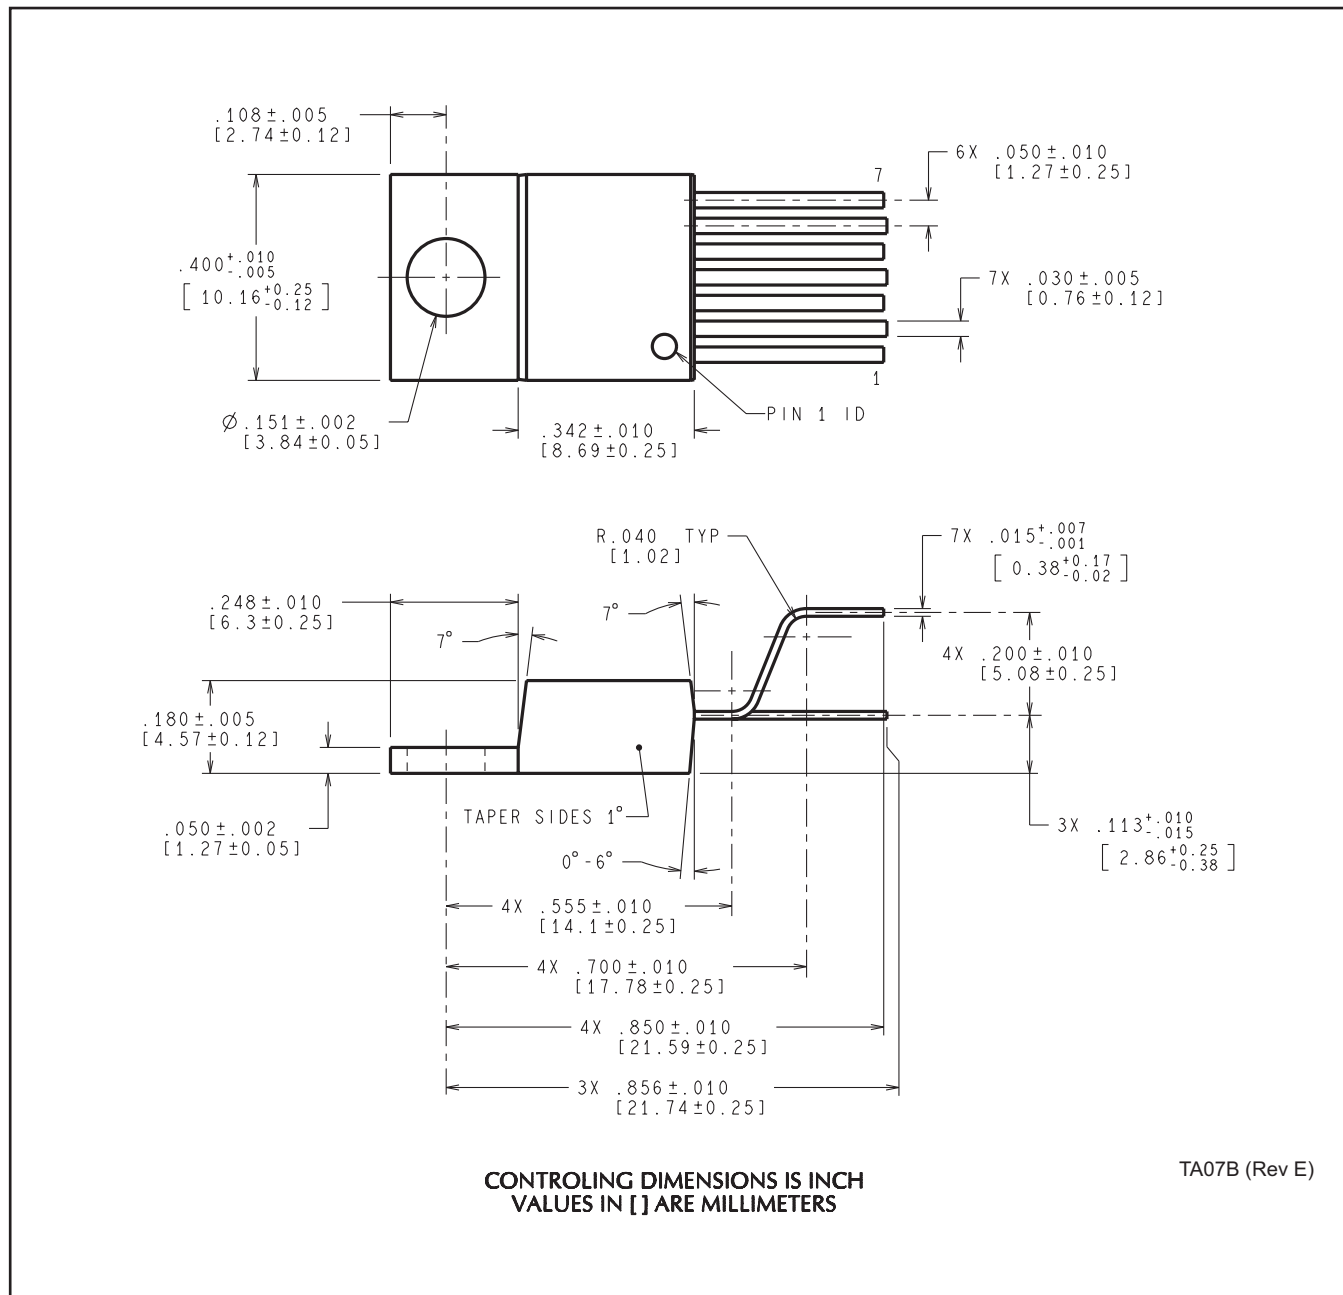 .108±.005
[2.74±0.12]
6X .050±.010
[1.27±0.25]
7
.400+.010
-.005
[ 10.16+0.25
-0.12 ]
7X .030±.005
[0.76±0.12]
1
PIN 1 ID
Ø.151±.002
[3.84±0.05]
.342±.010
[8.69±0.25]
R.040 TYP
[1.02]
7X .015+.007
-.001
[ 0.38+0.17
-0.02 ]
.248±.010
[6.3±0.25]
7°
7°
4X .200±.010
[5.08±0.25]
.180±.005
[4.57±0.12]
TAPER SIDES 1°
.050±.002
[1.27±0.05]
3X .113+.010
-.015
[ 2.86+0.25
-0.38 ]
0°-6°
4X .555±.010
[14.1±0.25]
4X .700±.010
[17.78±0.25]
4X .850±.010
[21.59±0.25]
3X .856±.010
[21.74±0.25]
CONTROLING DIMENSIONS IS INCH
VALUES IN [ ] ARE MILLIMETERS
TA07B (Rev E)